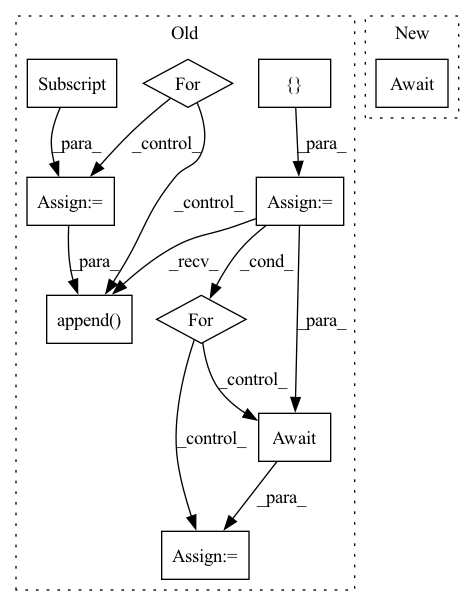 Old
New
Subscript
For
{}
Await
_para_
_control_
_para_
Assign:=
_control_
Assign:=
_para_
_recv_
_cond_
append()
For
_para_
_control_
Await
_control_
_para_
Assign:=